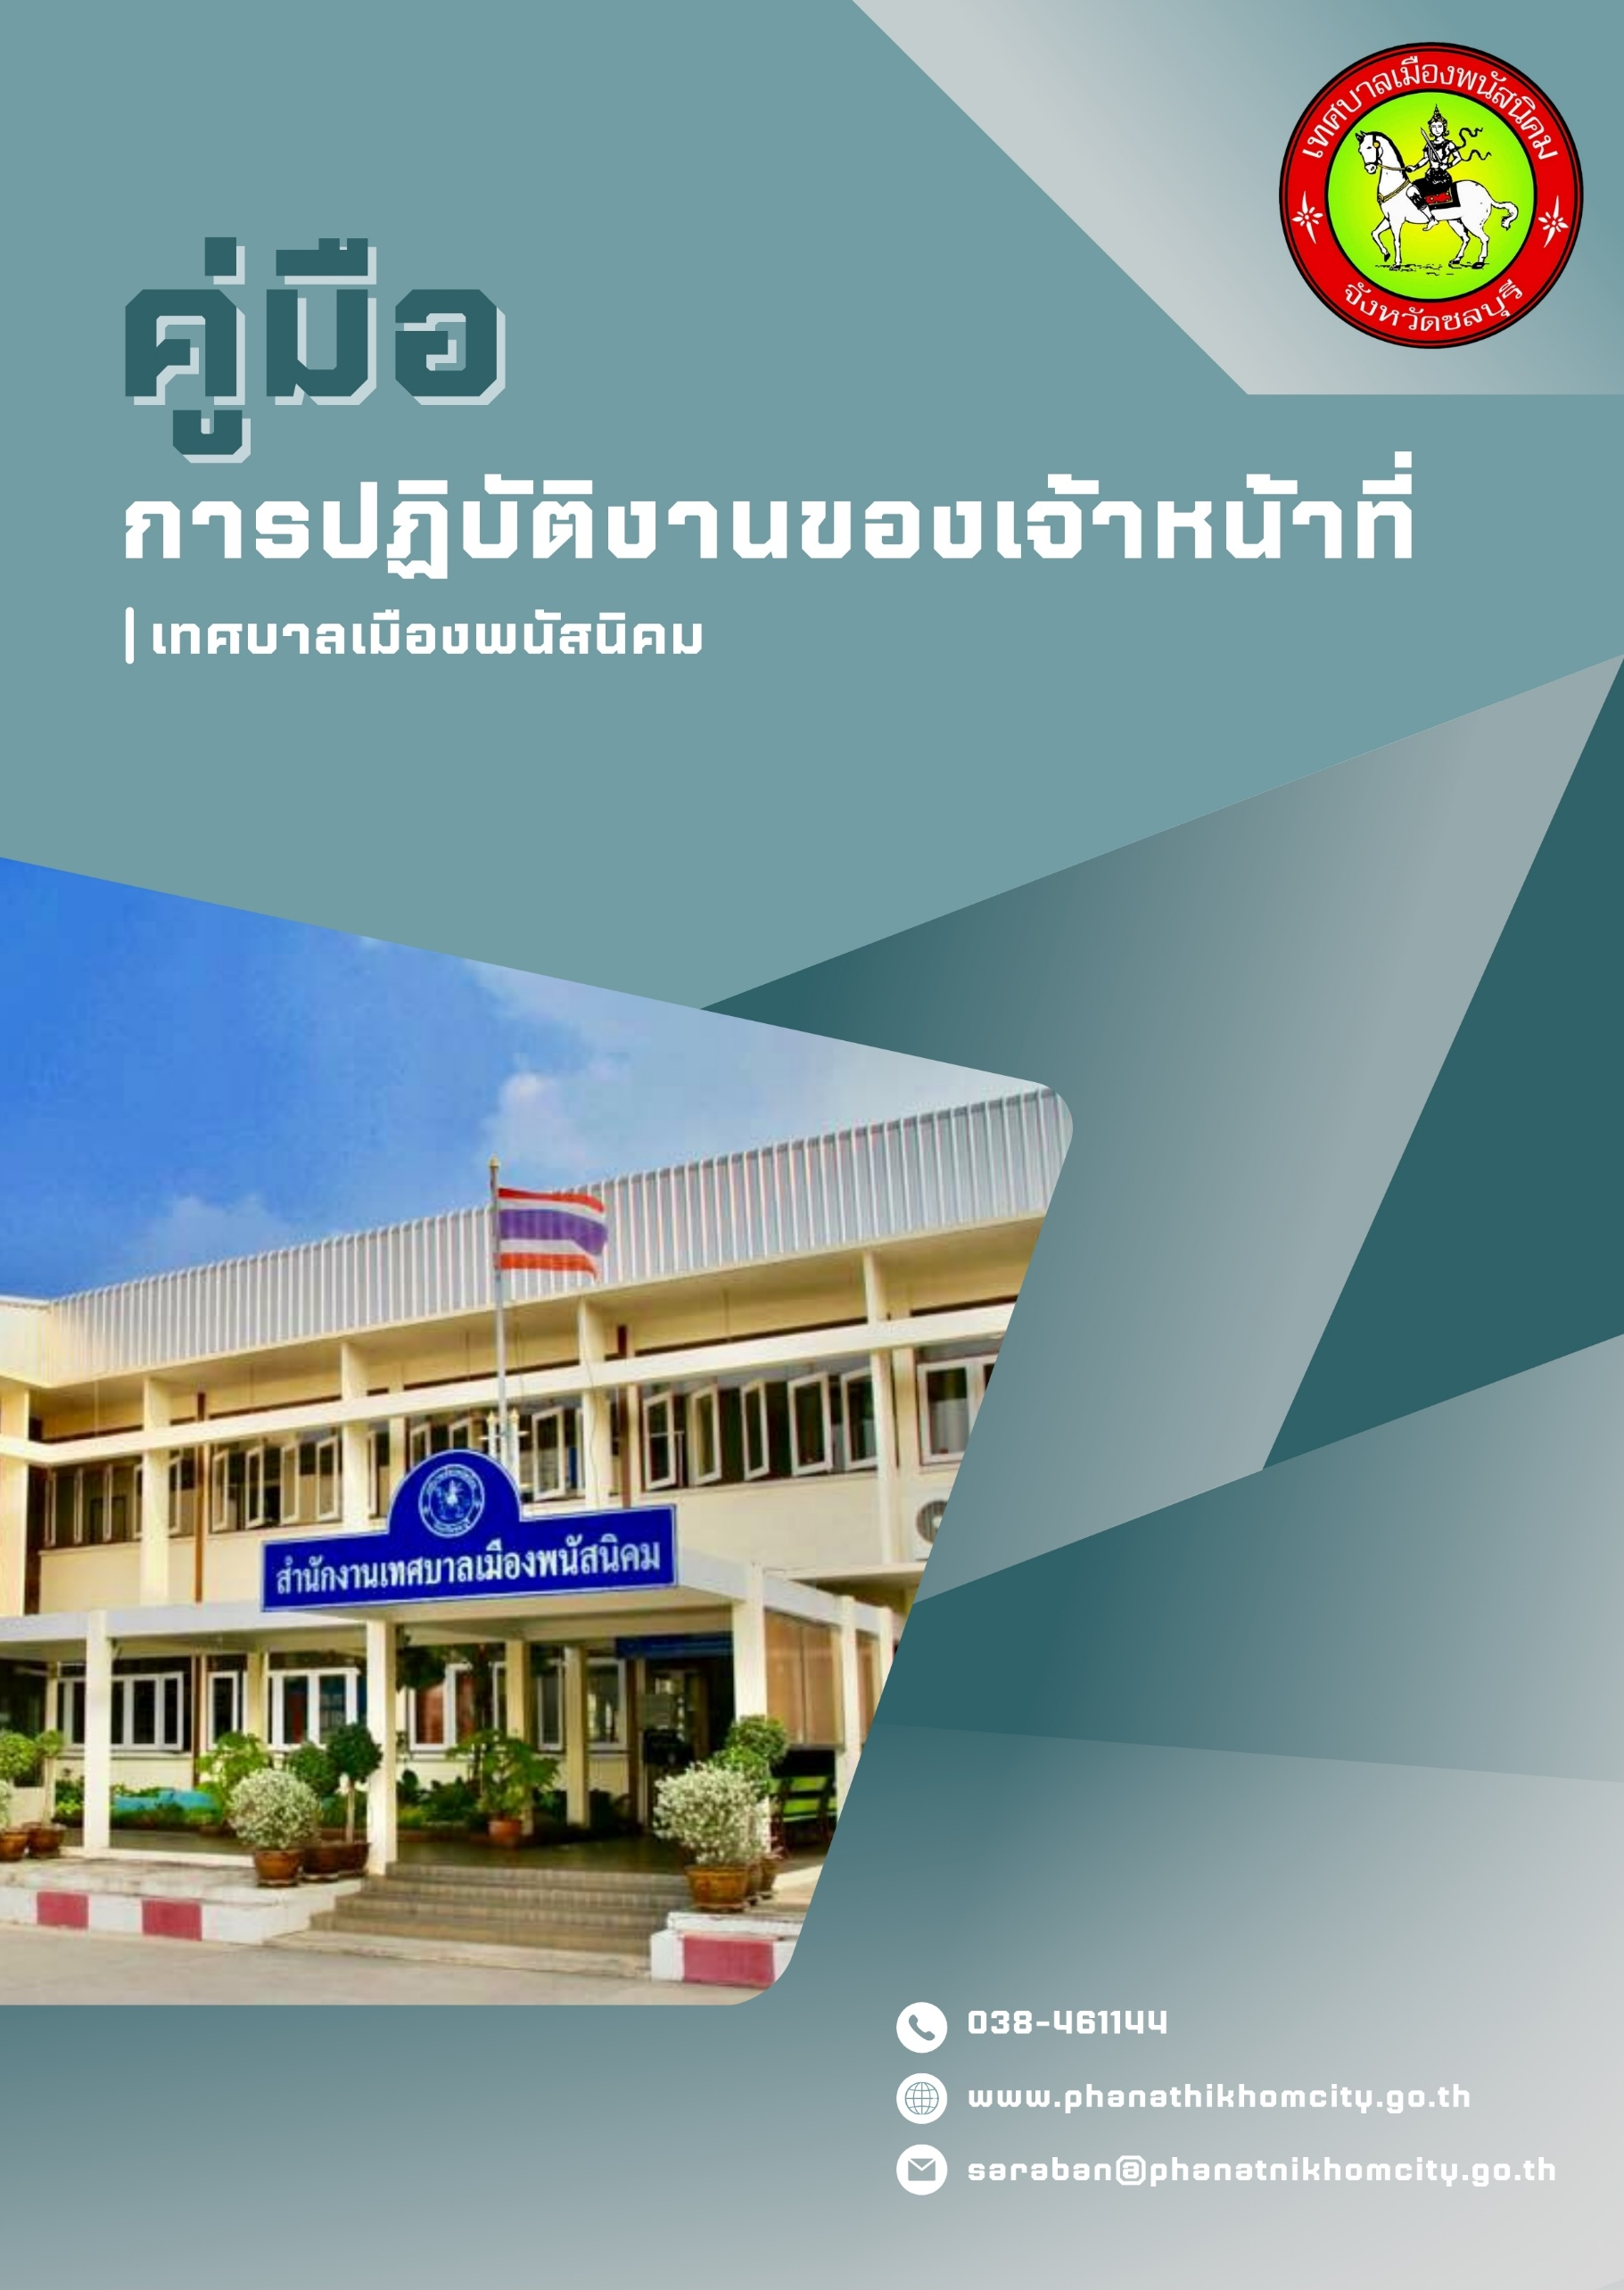 เทศบาลเมืองพนัสนิคม
จังหวัดชลบุรี
คู่มือ
การปฏิบัติงานของเจ้าหน้าที่
เทศบาลเมืองพนัสนิคม
สำนักงานเทศบาลเมืองพนัสนิคม
038-461144
www.phanathikhomcity.go.th
saraban@phanatnikhomcity.go.th